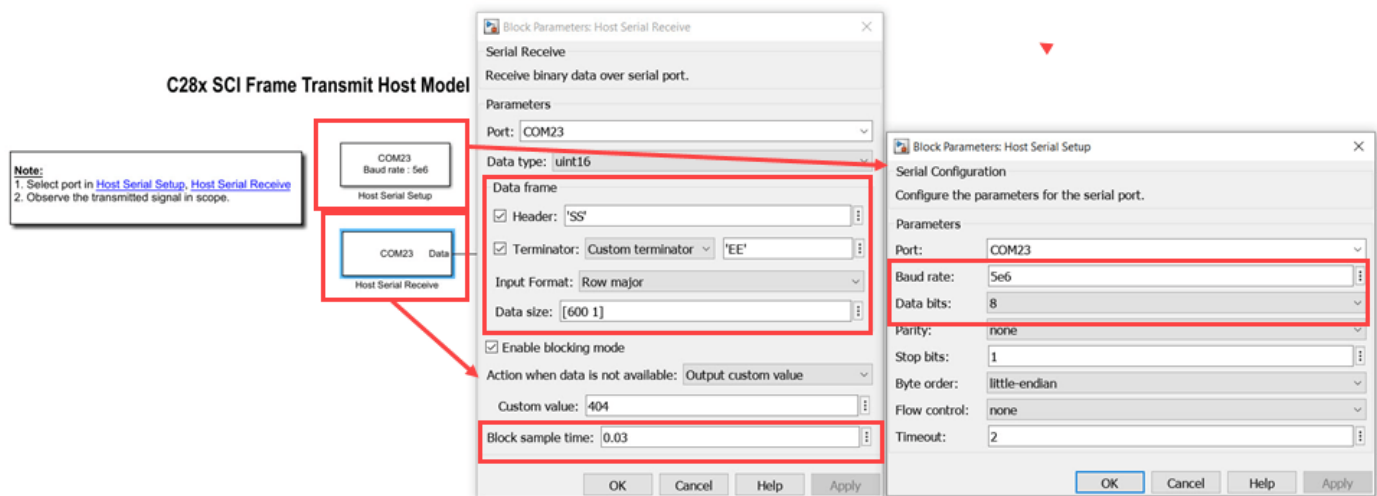 C28x SCI Frame Transmit Host Model
Note:
1. Select port in Host Serial Setup, Host Serial Receive
2. Observe the transmitted signal in scope.
COM23
Baud rate : 5e6
Host Serial Setup
COM23 Data
Host Serial Receive
Block Parameters: Host Serial Receive
Serial Receive
Receive binary data over serial port.
Parameters
Port: COM23
Data type: uint16
Data frame
Header: 'SS'
Terminator: Custom terminator 'EE'
Input Format: Row major
Data size: [600 1]
Enable blocking mode
Action when data is not available: Output custom value
Custom value: 404
Block sample time: 0.03
OK Cancel Help Apply
Block Parameters: Host Serial Setup
Serial Configuration
Configure the parameters for the serial port.
Parameters
Port: COM23
Baud rate: 5e6
Data bits: 8
Parity: none
Stop bits: 1
Byte order: little-endian
Flow control: none
Timeout: 2
OK Cancel Help Apply